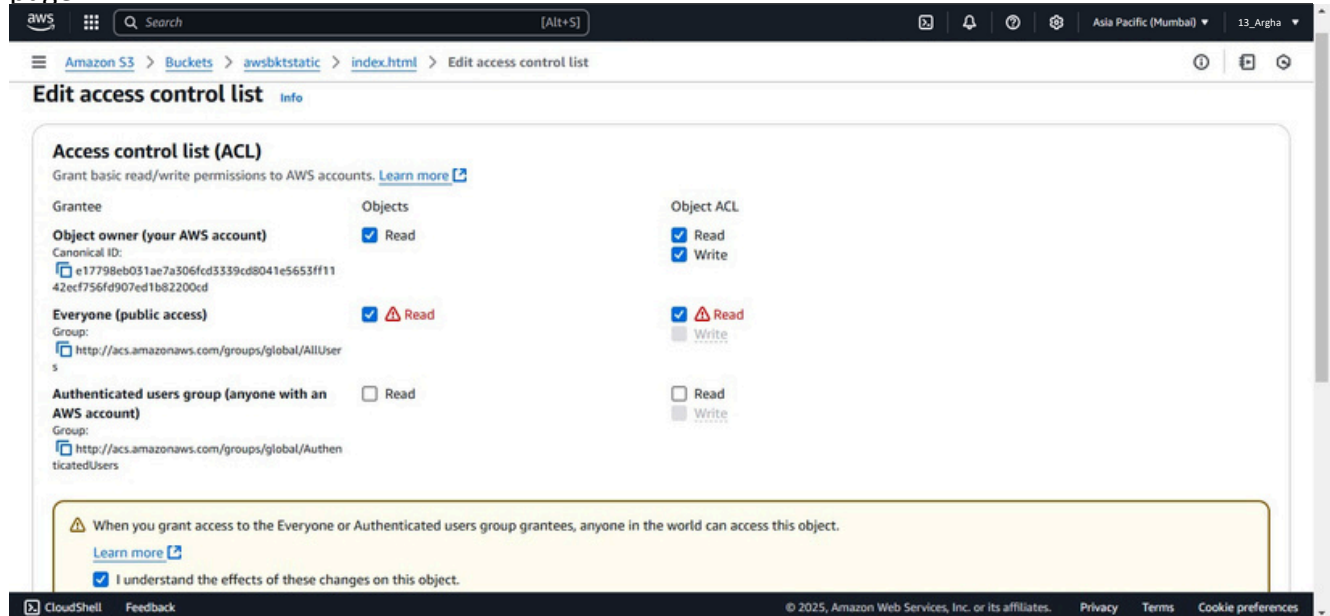 aws
Search [Alt+S]
Asia Pacific (Mumbai) ▼ 13_Argha ▼
Amazon S3 > Buckets > awsbktstatic > index.html > Edit access control list
Edit access control list Info
Access control list (ACL)
Grant basic read/write permissions to AWS accounts. Learn more
Grantee Objects Object ACL
Object owner (your AWS account) Read Read
Canonical ID: Write
e17798eb031ae7a306fcd3339cd8041e5653ff11
42ecf756fd907ed1b82200cd
Everyone (public access) Read Read
Group: Write
http://acs.amazonaws.com/groups/global/AllUser
s
Authenticated users group (anyone with an Read Read
AWS account) Write
Group:
http://acs.amazonaws.com/groups/global/Authen
ticatedUsers
When you grant access to the Everyone or Authenticated users group grantees, anyone in the world can access this object.
Learn more
I understand the effects of these changes on this object.
CloudShell Feedback © 2025, Amazon Web Services, Inc. or its affiliates. Privacy Terms Cookie preferences